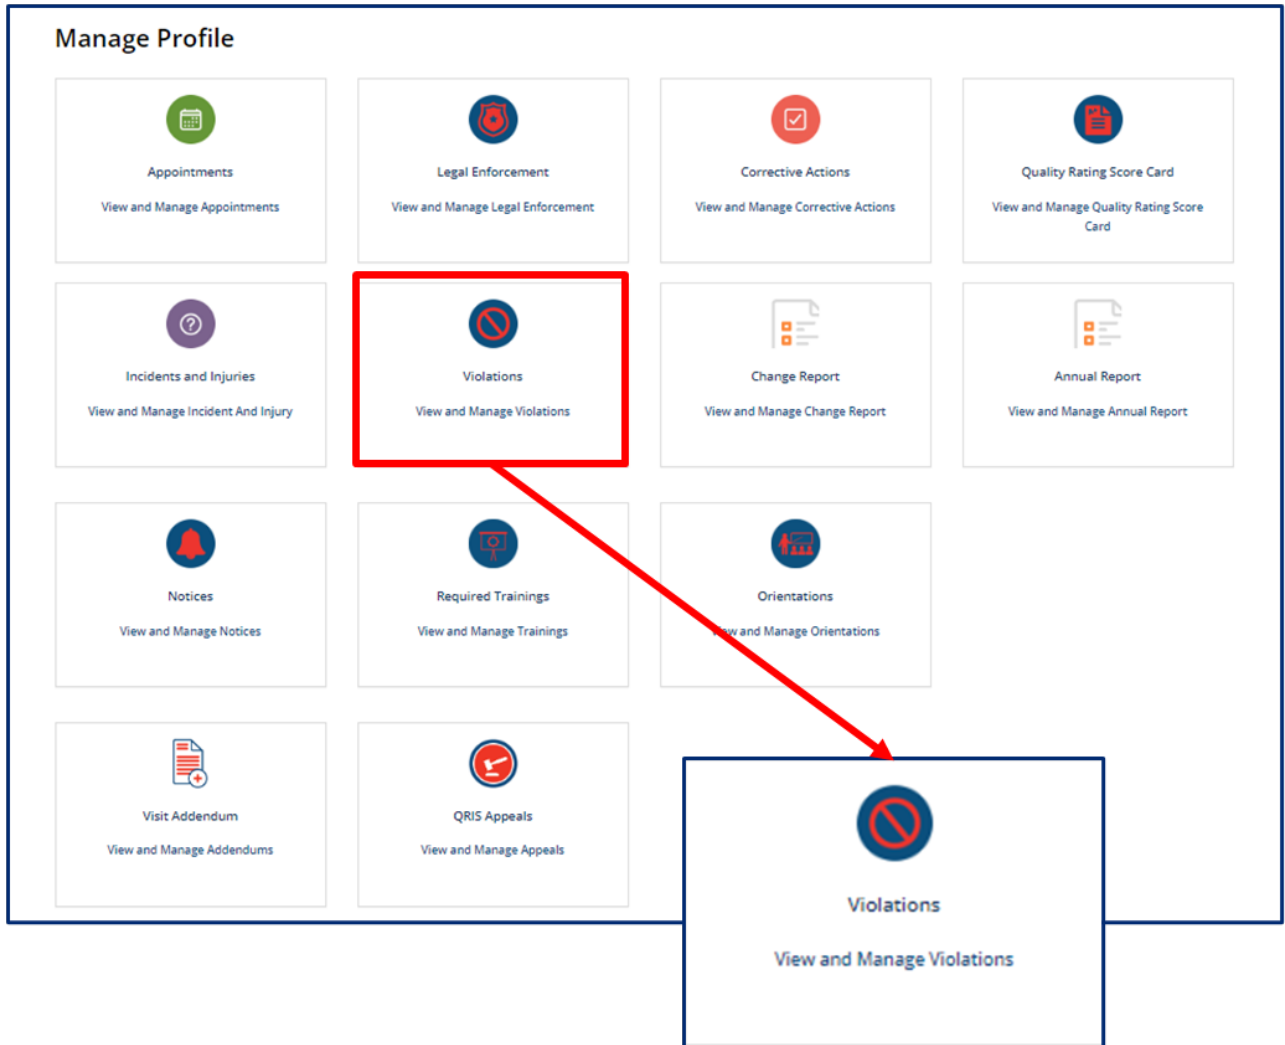 Manage Profile
Appointments
View and Manage Appointments
Legal Enforcement
View and Manage Legal Enforcement
Corrective Actions
View and Manage Corrective Actions
Quality Rating Score Card
View and Manage Quality Rating Score
Card
Incidents and Injuries
View and Manage Incident And Injury
Violations
View and Manage Violations
Change Report
View and Manage Change Report
Annual Report
View and Manage Annual Report
Notices
View and Manage Notices
Required Trainings
View and Manage Trainings
Orientations
View and Manage Orientations
Visit Addendum
View and Manage Addendums
QRIS Appeals
View and Manage Appeals
Violations
View and Manage Violations